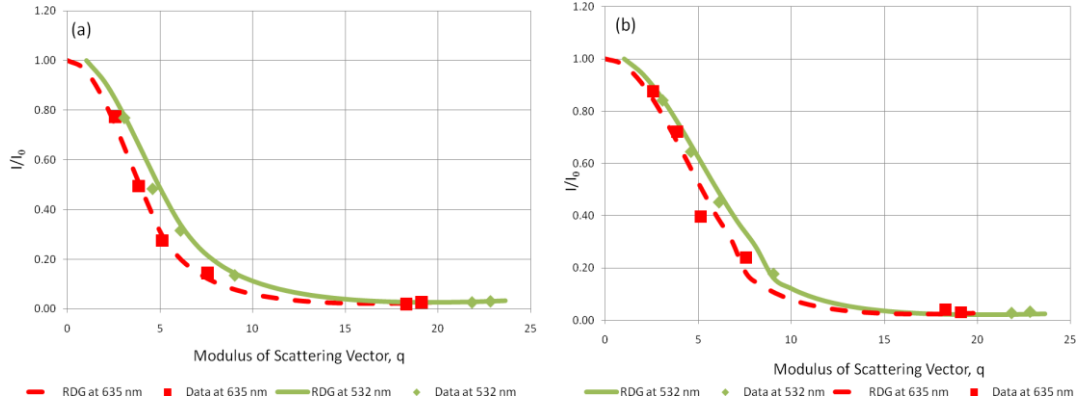 (a)
1.20
1.00
0.80
0.60
0.40
0.20
0.00
I/I₀
0 5 10 15 20 25
Modulus of Scattering Vector, q
RDG at 635 nm Data at 635 nm RDG at 532 nm Data at 532 nm
(b)
1.20
1.00
0.80
0.60
0.40
0.20
0.00
I/I₀
0 5 10 15 20 25
Modulus of Scattering Vector, q
RDG at 532 nm Data at 532 nm RDG at 635 nm Data at 635 nm